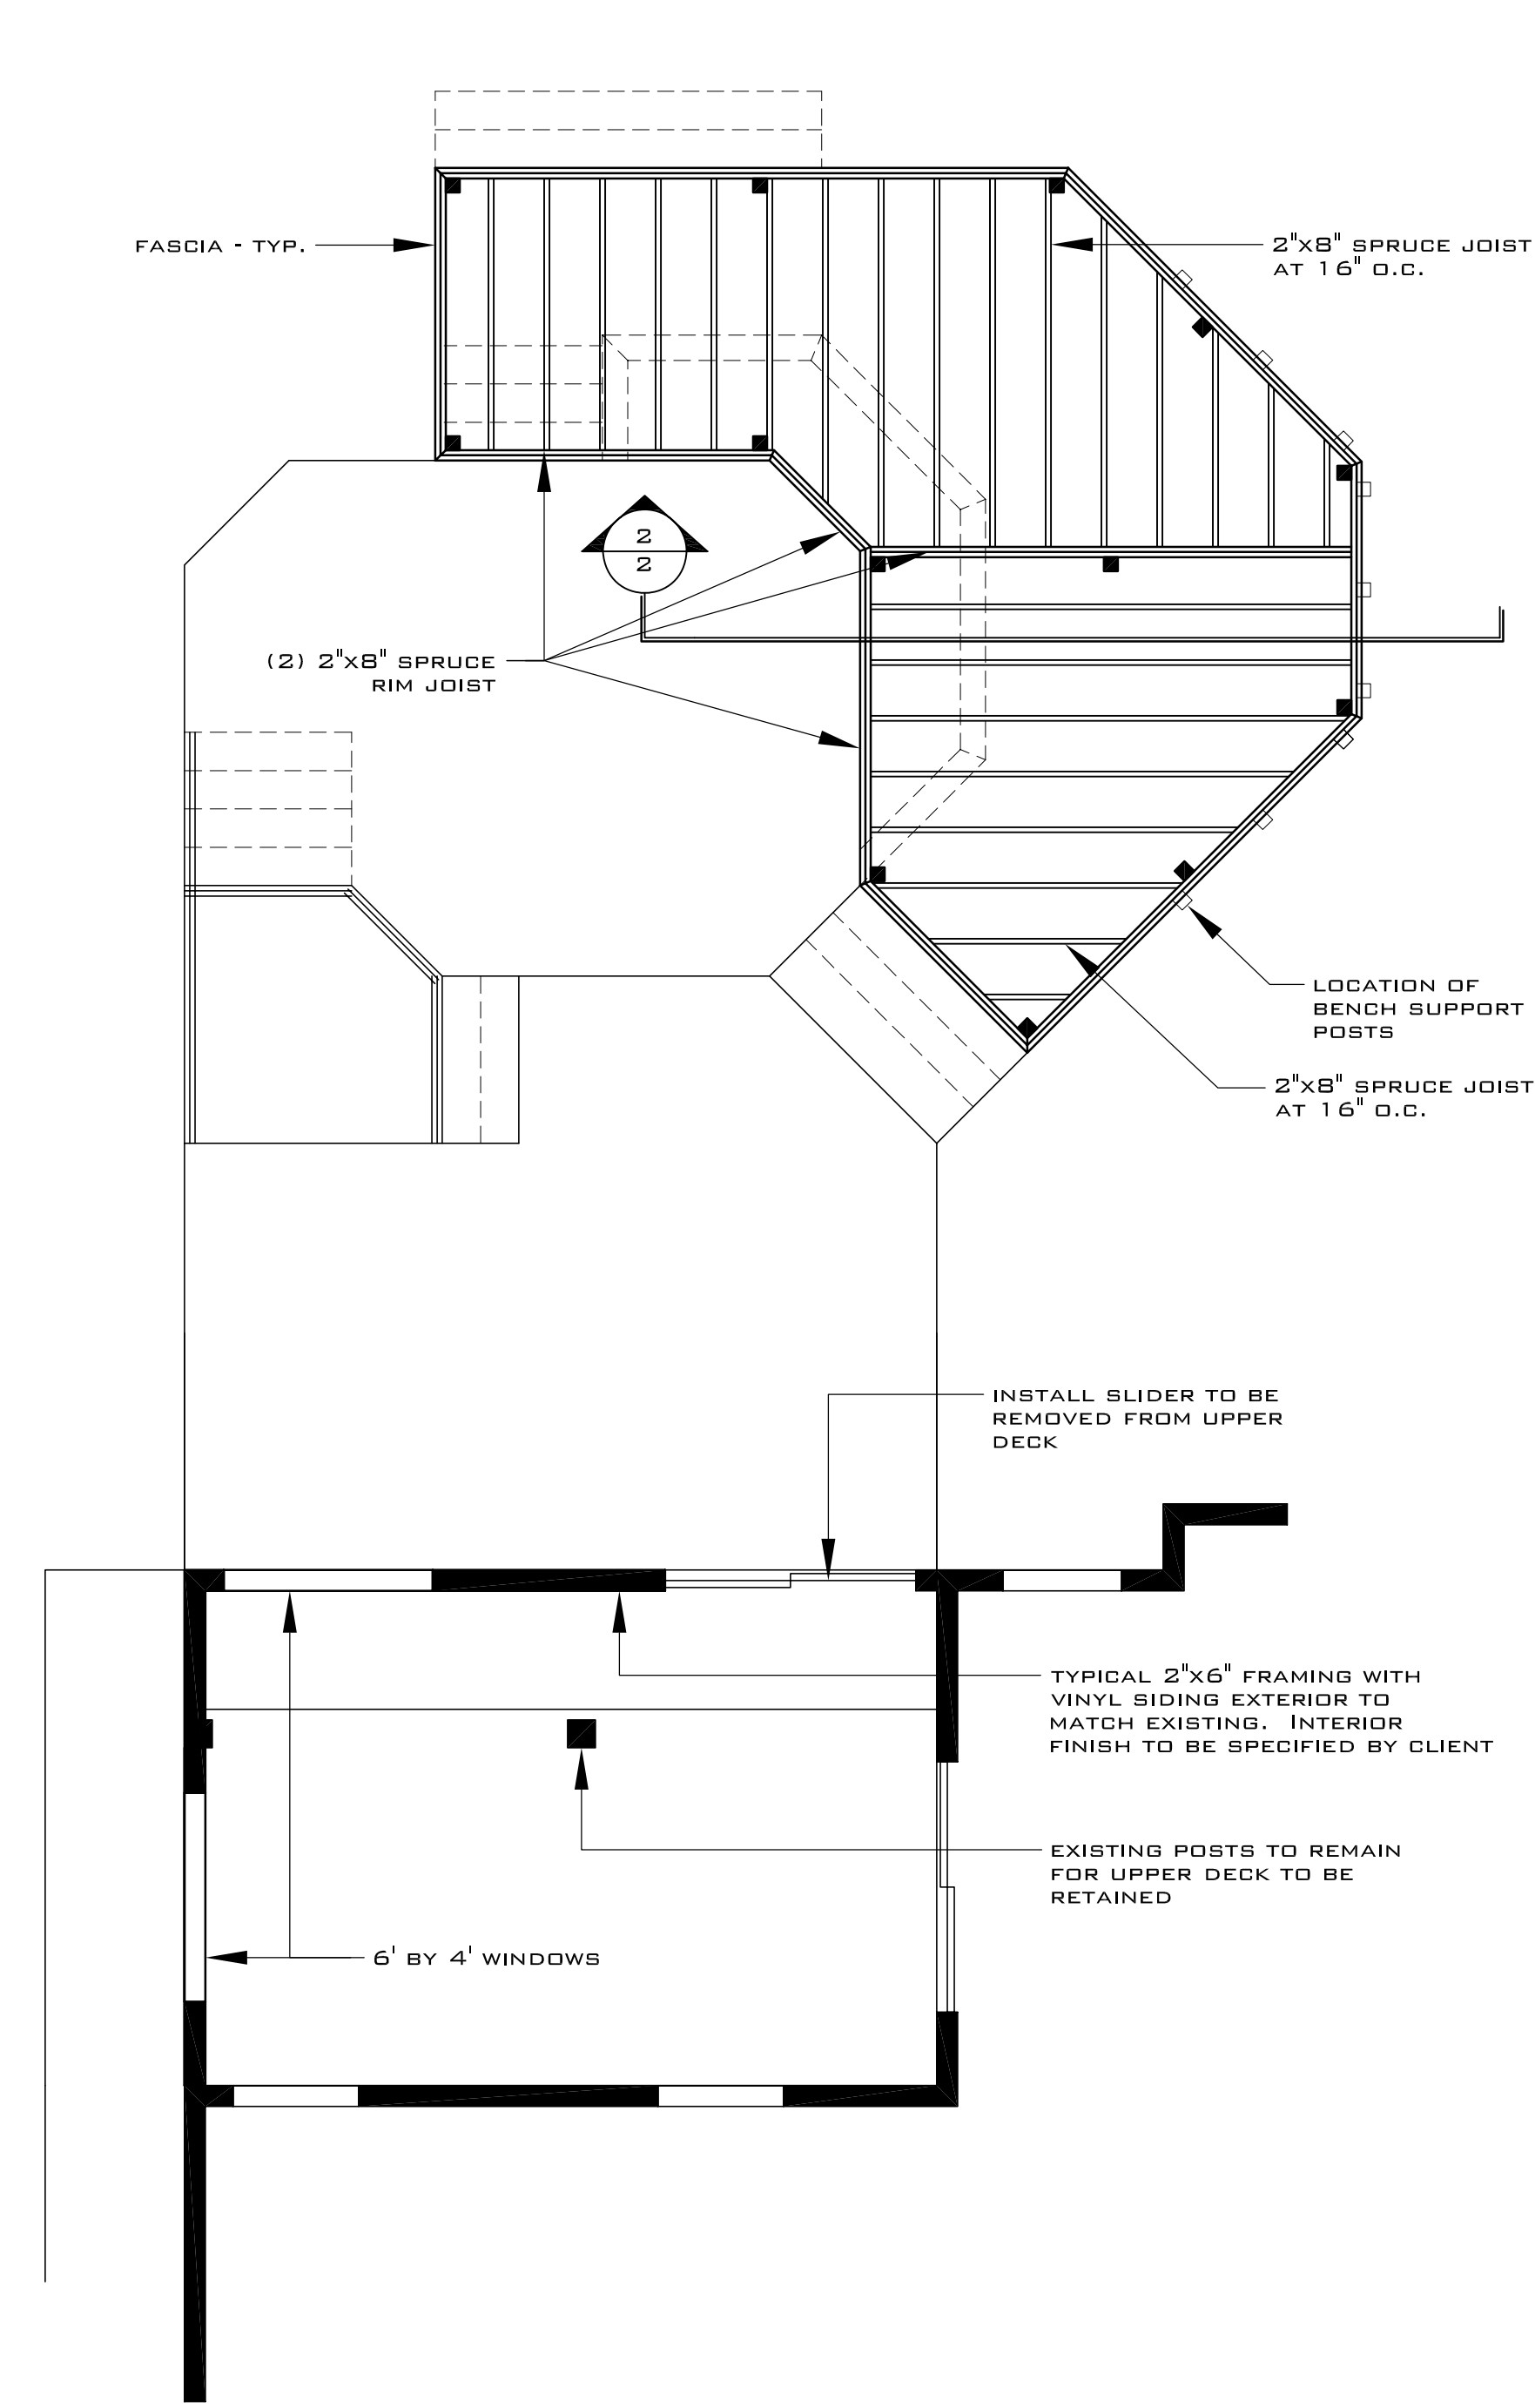 FASCIA - TYP.
2"X8" SPRUCE JOIST
AT 16" O.C.
2
2
(2) 2"X8" SPRUCE
RIM JOIST
LOCATION OF
BENCH SUPPORT
POSTS
2"X8" SPRUCE JOIST
AT 16" O.C.
INSTALL SLIDER TO BE
REMOVED FROM UPPER
DECK
TYPICAL 2"X6" FRAMING WITH
VINYL SIDING EXTERIOR TO
MATCH EXISTING. INTERIOR
FINISH TO BE SPECIFIED BY CLIENT
EXISTING POSTS TO REMAIN
FOR UPPER DECK TO BE
RETAINED
6' BY 4' WINDOWS